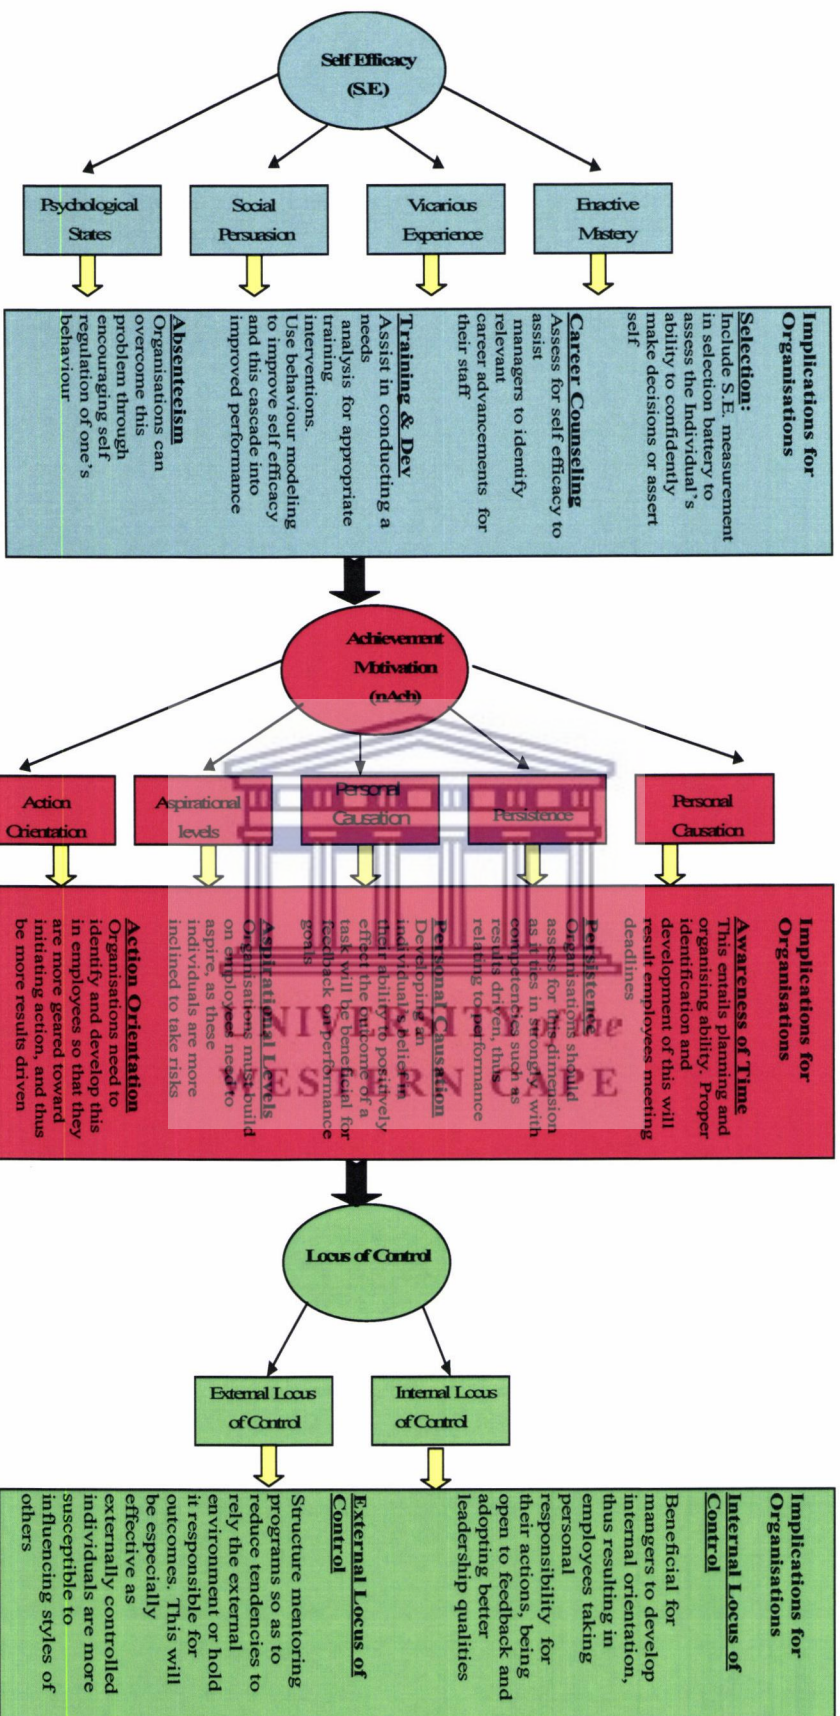 Self Efficacy
(S.E.)
Psychological
States
Social
Persuasion
Vicarious
Experience
Enactive
Mastery
Implications for
Organisations
Selection:
Include S.E. measurement
in selection battery to
assess the Individual's
ability to confidently
make decisions or assert
self
Career Counseling
Assess for self efficacy to
assist
managers to identify
relevant
career advancements for
their staff
Training & Dev
Assist in conducting a
needs
analysis for appropriate
training
interventions.
Use behaviour modeling
to improve self efficacy
and this cascade into
improved performance
Absenteeism
Organisations can
overcome this
problem through
encouraging self
regulation of one's
behaviour
Achievement
Motivation
(nAch)
Action
Orientation
Aspirational
levels
Personal
Causation
Persistence
Personal
Causation
Implications for
Organisations
Awareness of Time
This entails planning and
organising ability. Proper
identification and
development of this will
result employees meeting
deadlines
Persistence
Organisations should
assess for this dimension
as it ties in strongly with
competencies such as
results driven, thus
relating to performance
Personal Causation
Developing an
individual's belief in
their ability to positively
effect the outcome of a
task will be beneficial for
feedback on performance
goals
Aspirational Levels
Organisations must build
on employees need to
aspire, as these
individuals are more
inclined to take risks
Action Orientation
Organisations need to
identify and develop this
in employees so that they
are more geared toward
initiating action, and thus
be more results driven
UNIVERSITY of the
WESTERN CAPE
Locus of Control
External Locus
of Control
Internal Locus
of Control
Implications for
Organisations
Internal Locus of
Control
Beneficial for
mangers to develop
internal orientation,
thus resulting in
employees taking
personal
responsibility for
their actions, being
open to feedback and
adopting better
leadership qualities
External Locus of
Control
Structure mentoring
programs so as to
reduce tendencies to
rely the external
environment or hold
it responsible for
outcomes. This will
be especially
effective as
externally controlled
individuals are more
susceptible to
influencing styles of
others